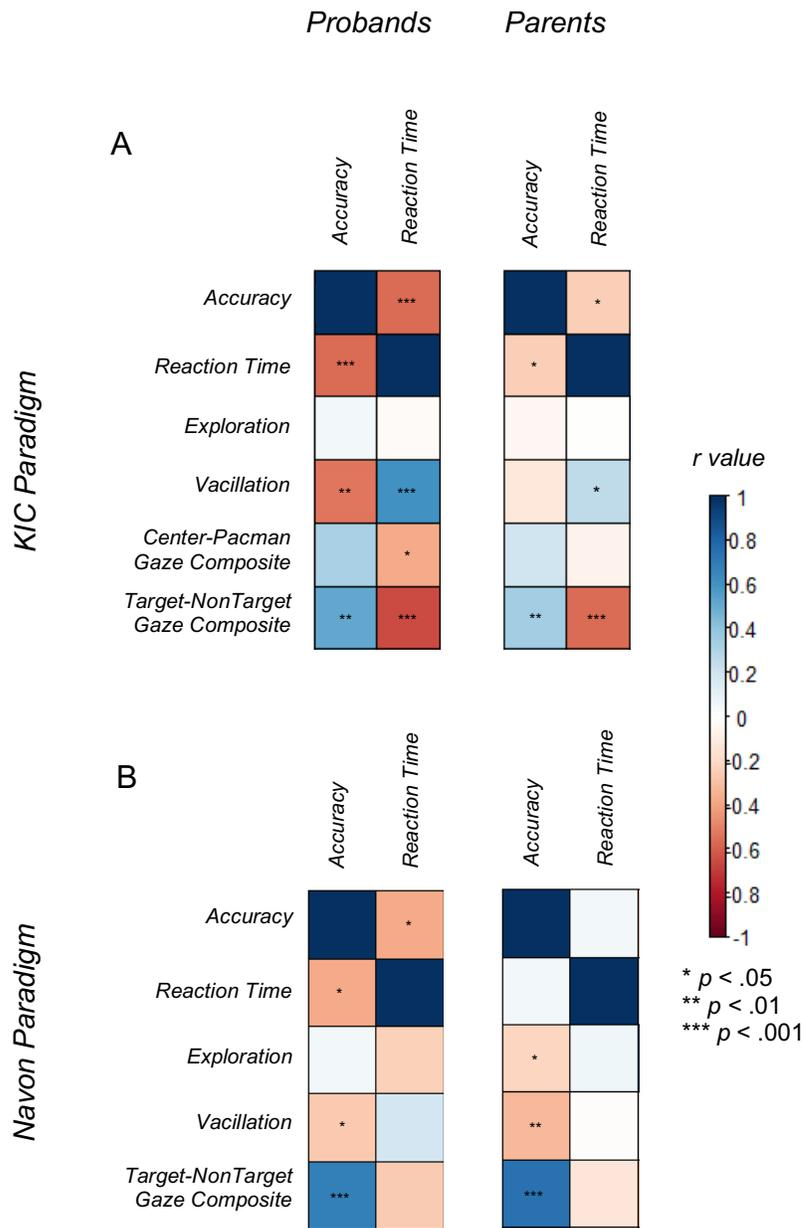 Probands Parents
A
Accuracy
Reaction Time
Accuracy
Reaction Time
KIC Paradigm
Accuracy
*** *
Reaction Time
*** *
Exploration
Vacillation
** *** *
Center-Pacman
Gaze Composite
*
Target-NonTarget
Gaze Composite
** *** ** ***
r value
1
0.8
0.6
0.4
0.2
0
-0.2
-0.4
-0.6
-0.8
-1
* p < .05
** p < .01
*** p < .001
B
Accuracy
Reaction Time
Accuracy
Reaction Time
Navon Paradigm
Accuracy
*
Reaction Time
*
Exploration
*
Vacillation
* **
Target-NonTarget
Gaze Composite
*** ***